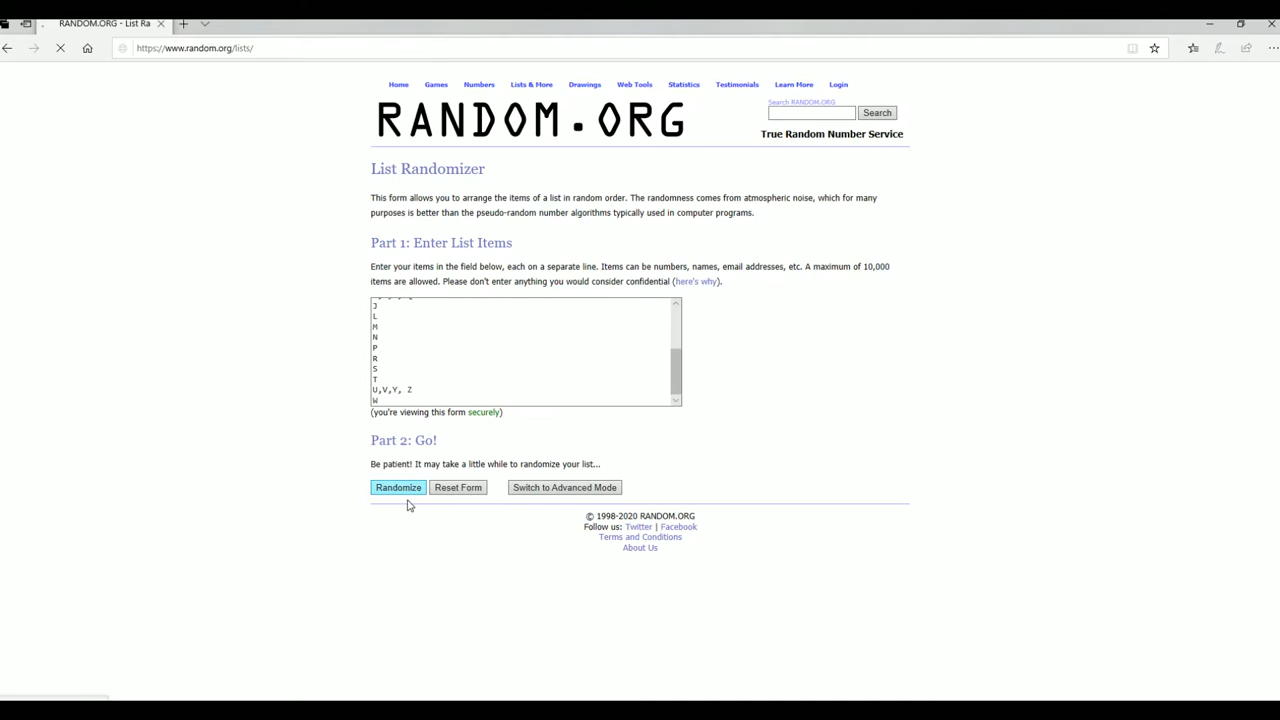 RANDOM.ORG - List Ra
https://www.random.org/lists/
Home Games Numbers Lists & More Drawings Web Tools Statistics Testimonials Learn More Login
RANDOM.ORG
Search RANDOM.ORG
Search
True Random Number Service
List Randomizer
This form allows you to arrange the items of a list in random order. The randomness comes from atmospheric noise, which for many
purposes is better than the pseudo-random number algorithms typically used in computer programs.
Part 1: Enter List Items
Enter your items in the field below, each on a separate line. Items can be numbers, names, email addresses, etc. A maximum of 10,000
items are allowed. Please don't enter anything you would consider confidential (here's why).
J
L
M
N
P
R
S
T
U,V,Y, Z
W
(you're viewing this form securely)
Part 2: Go!
Be patient! It may take a little while to randomize your list...
Randomize Reset Form Switch to Advanced Mode
© 1998-2020 RANDOM.ORG
Follow us: Twitter | Facebook
Terms and Conditions
About Us